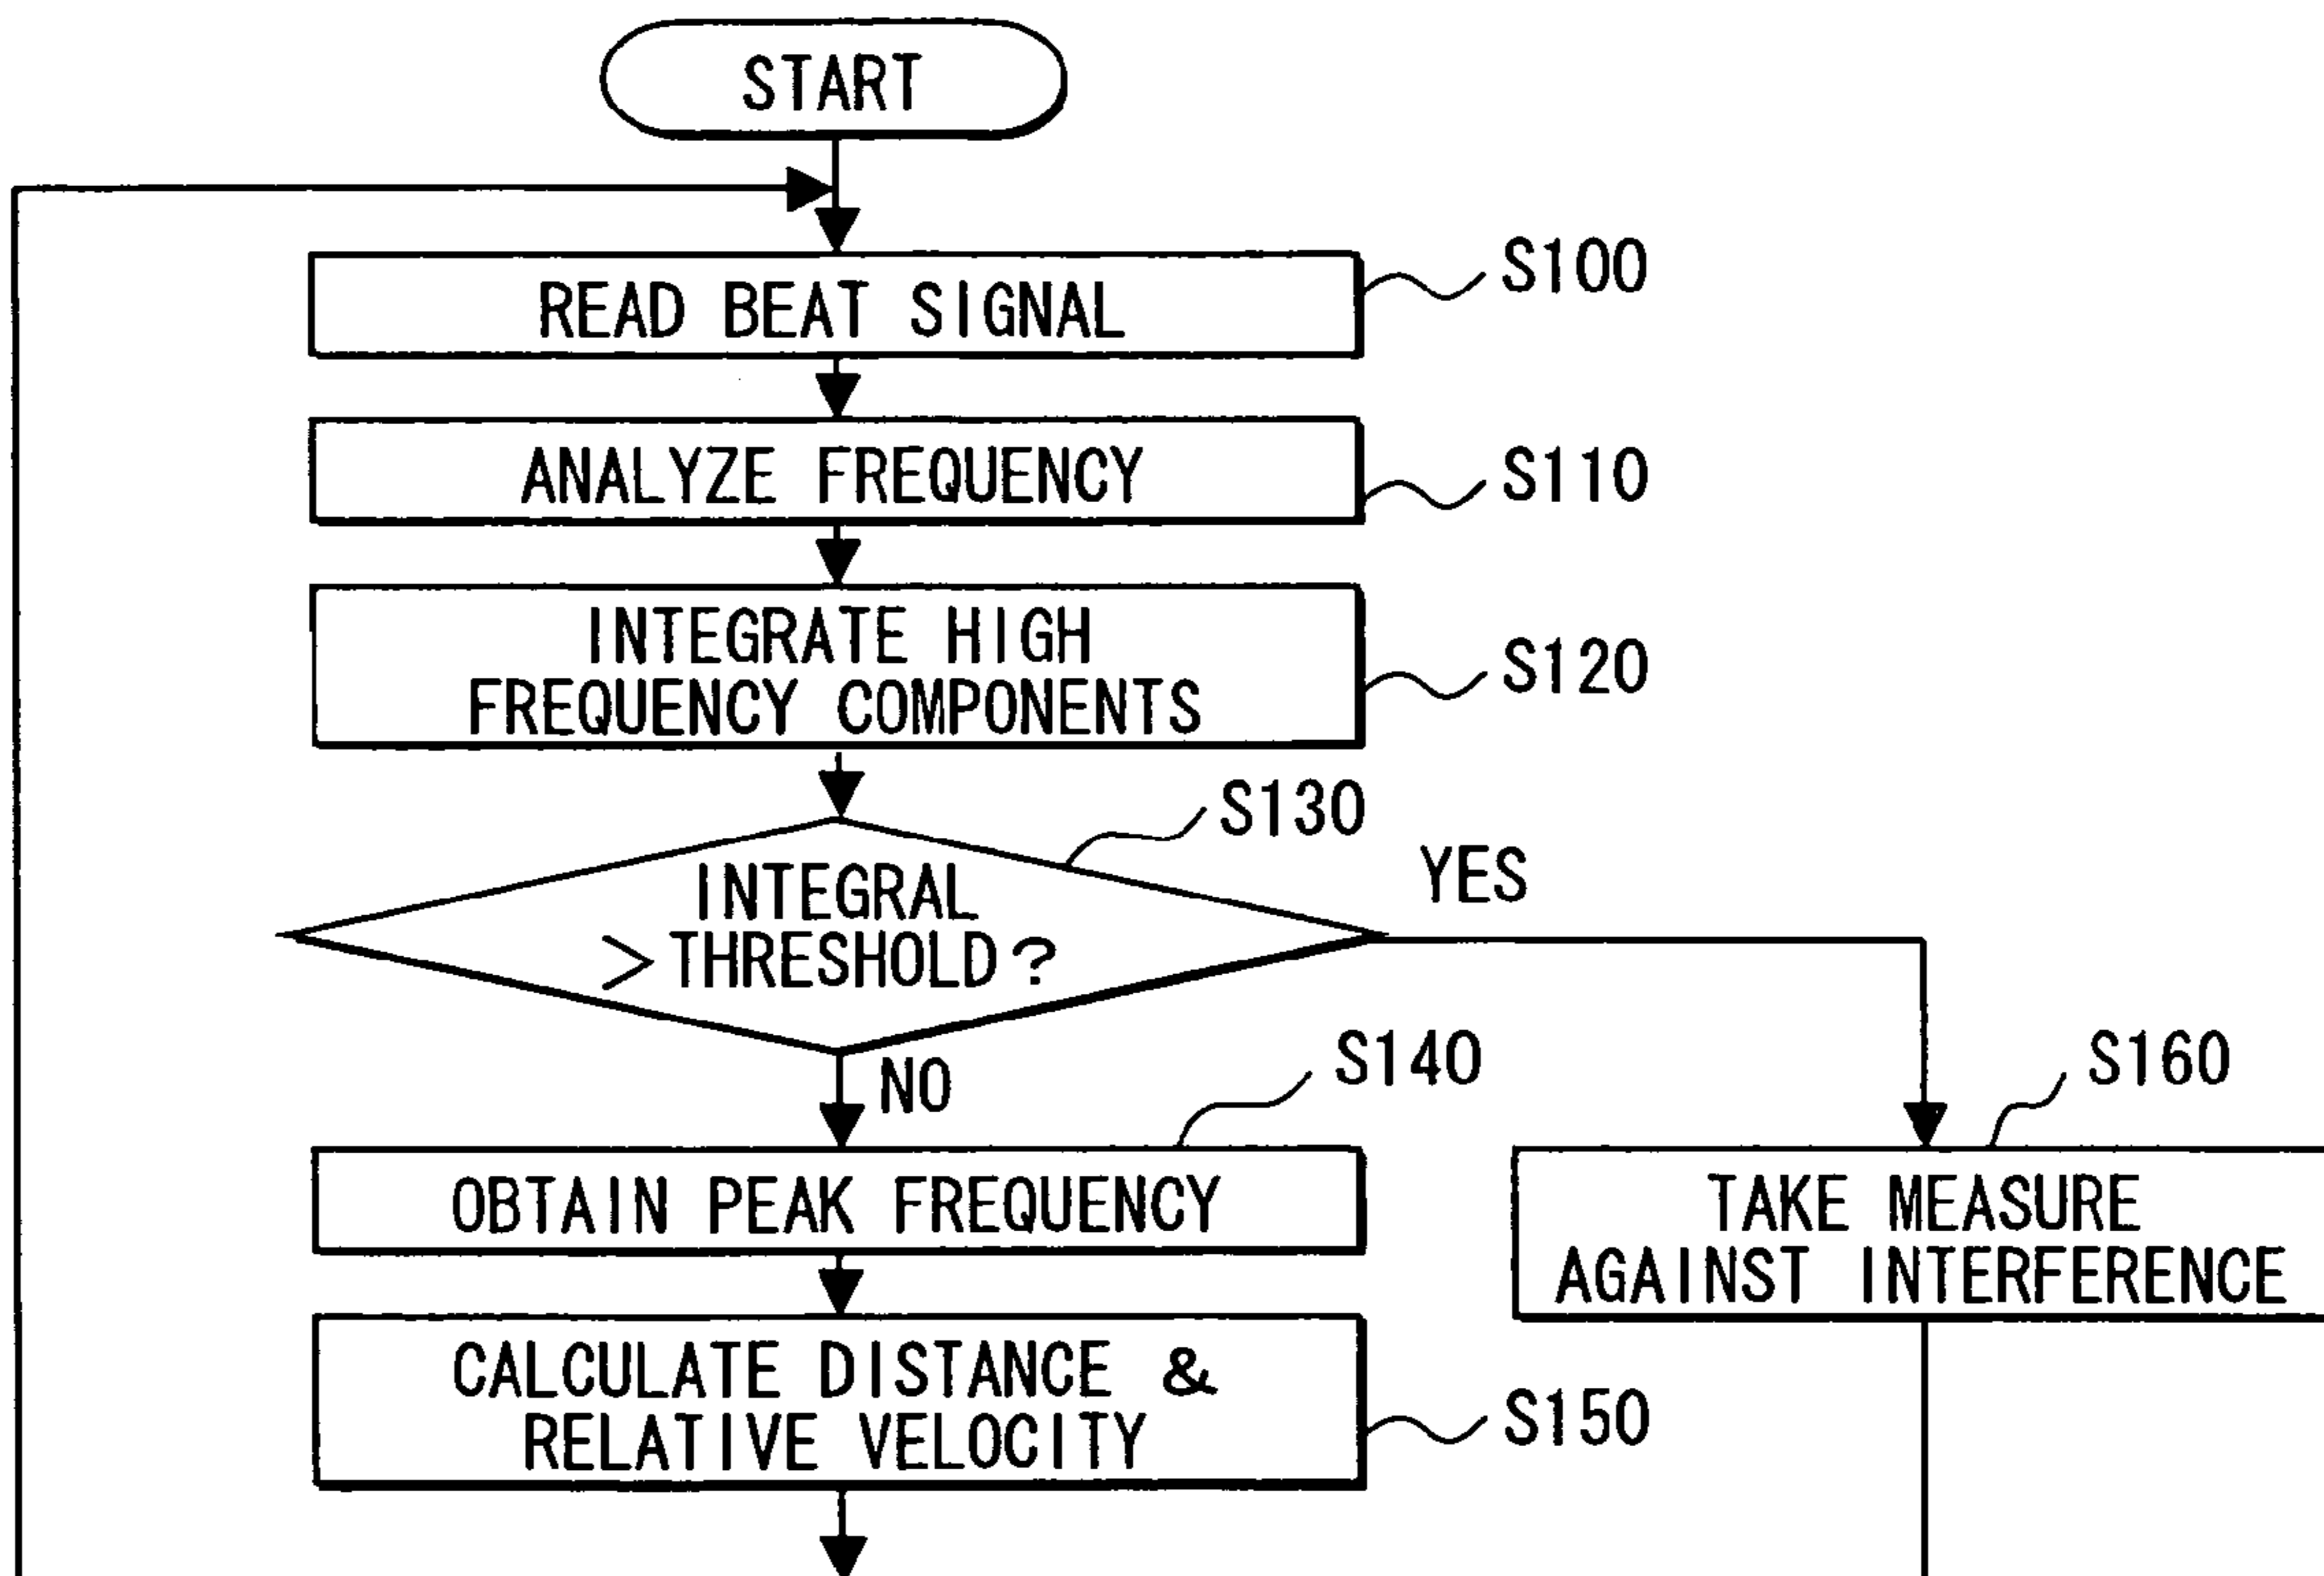 START
READ BEAT SIGNAL
S100
ANALYZE FREQUENCY
S110
INTEGRATE HIGH
FREQUENCY COMPONENTS
S120
S130
INTEGRAL
>THRESHOLD?
YES
NO
S140
S160
OBTAIN PEAK FREQUENCY
TAKE MEASURE
AGAINST INTERFERENCE
CALCULATE DISTANCE &
RELATIVE VELOCITY
S150